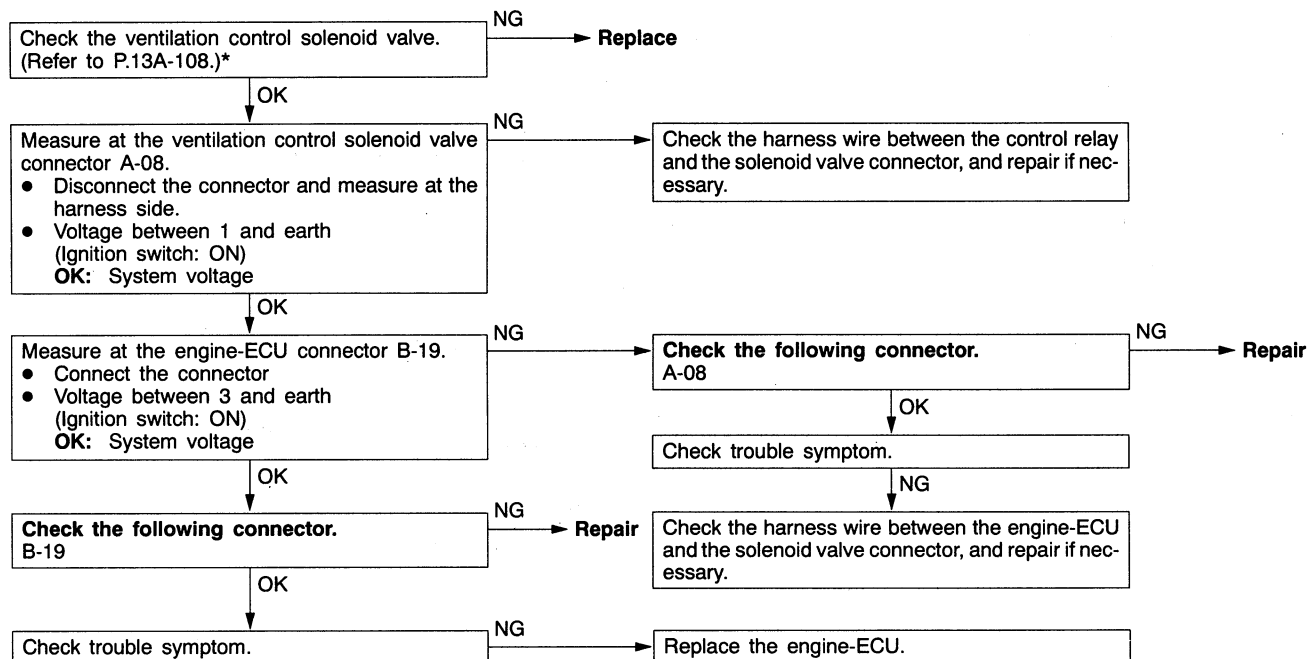 Check the ventilation control solenoid valve.
(Refer to P.13A-108.)*
NG
Replace
OK
Measure at the ventilation control solenoid valve
connector A-08.
● Disconnect the connector and measure at the
harness side.
● Voltage between 1 and earth
(Ignition switch: ON)
OK: System voltage
NG
Check the harness wire between the control relay
and the solenoid valve connector, and repair if nec-
essary.
OK
Measure at the engine-ECU connector B-19.
● Connect the connector
● Voltage between 3 and earth
(Ignition switch: ON)
OK: System voltage
NG
Check the following connector.
A-08
NG
Repair
OK
Check trouble symptom.
NG
Check the harness wire between the engine-ECU
and the solenoid valve connector, and repair if nec-
essary.
OK
Check the following connector.
B-19
NG
Repair
OK
Check trouble symptom.
NG
Replace the engine-ECU.